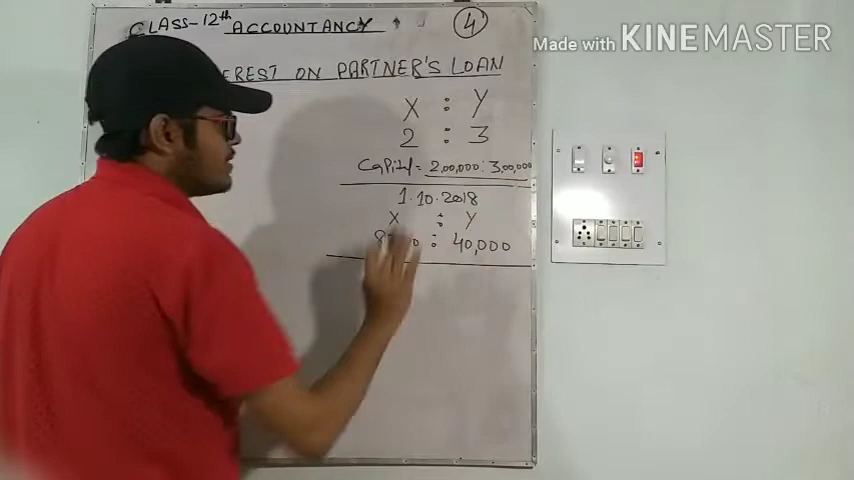 CLASS-12th ACCOUNTANCY 4
Made with KINEMASTER
EREST ON PARTNER'S LOAN
X : Y
2 : 3
Capital = 2,00,000 : 3,00,000
1.10.2018
X : Y
: 40,000